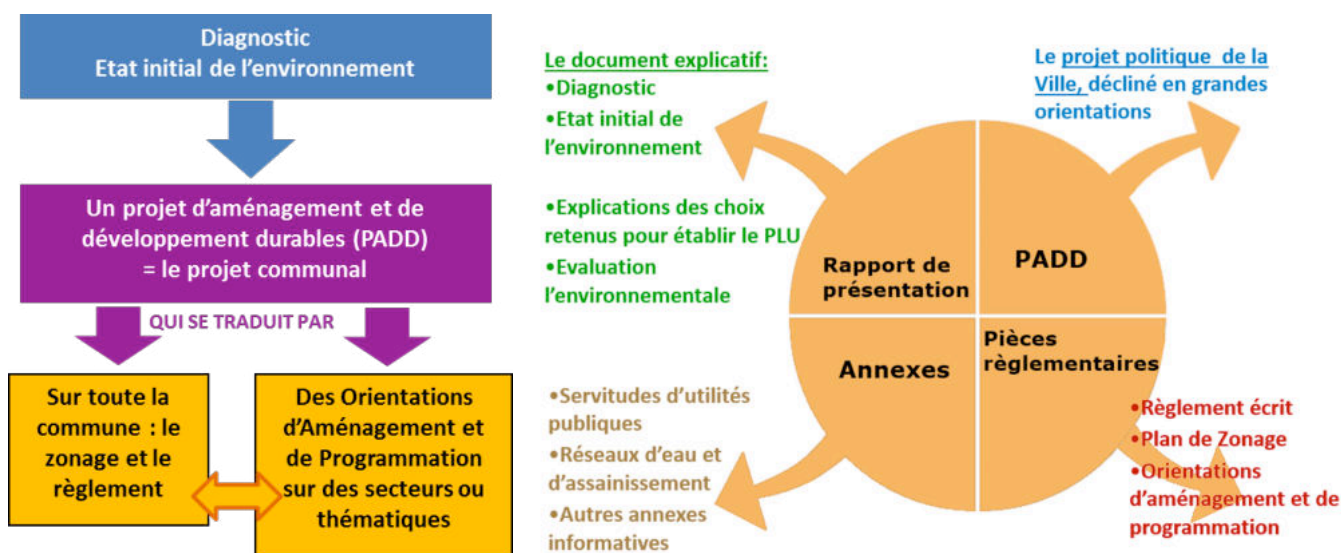 Diagnostic
Etat initial de l’environnement
Un projet d’aménagement et de
développement durables (PADD)
= le projet communal
QUI SE TRADUIT PAR
Sur toute la
commune : le
zonage et le
règlement
Des Orientations
d’Aménagement et
de Programmation
sur des secteurs ou
thématiques
Le document explicatif:
•Diagnostic
•Etat initial de
l’environnement
•Explications des choix
retenus pour établir le PLU
•Evaluation
l’environnementale
Le projet politique de la
Ville, décliné en grandes
orientations
Rapport de
présentation
PADD
Annexes
Pièces
règlementaires
•Servitudes d’utilités
publiques
•Réseaux d’eau et
d’assainissement
•Autres annexes
informatives
•Règlement écrit
•Plan de Zonage
•Orientations
d’aménagement et de
programmation